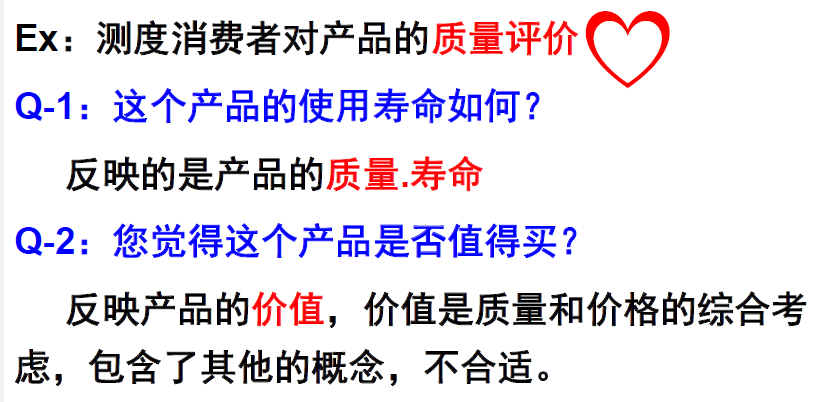 Ex：测度消费者对产品的质量评价
Q-1：这个产品的使用寿命如何？
反映的是产品的质量.寿命
Q-2：您觉得这个产品是否值得买？
反映产品的价值，价值是质量和价格的综合考
虑，包含了其他的概念，不合适。